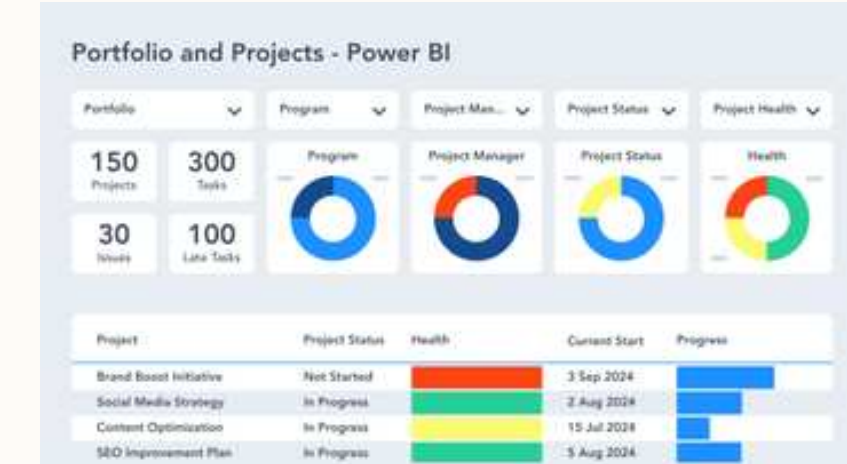 Portfolio and Projects - Power BI
Portfolio Program Project Man... Project Status Project Health
150 300 Program Project Manager Project Status Health
Projects Tasks
30 100
Issues Late Tasks
Project Project Status Health Current Start Progress
Brand Boost Initiative Not Started 3 Sep 2024
Social Media Strategy In Progress 2 Aug 2024
Content Optimization In Progress 15 Jul 2024
SEO Improvement Plan In Progress 5 Aug 2024